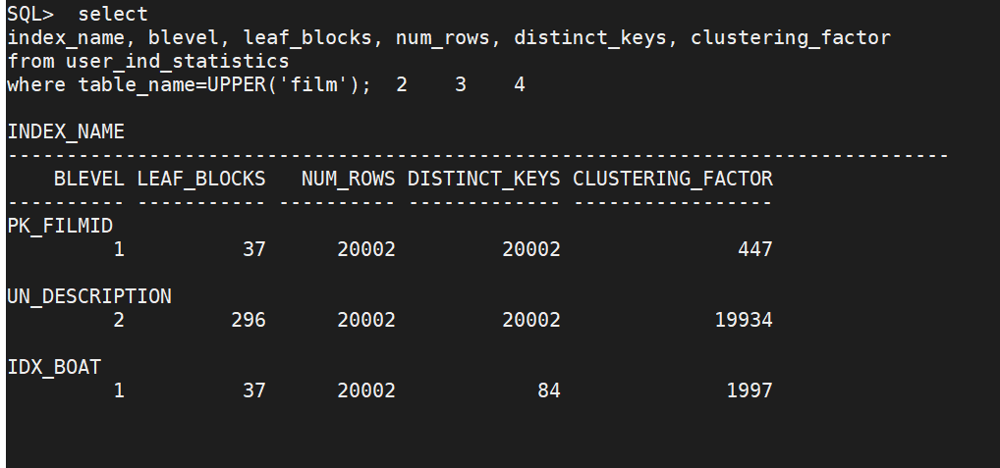 SQL>  select
index_name, blevel, leaf_blocks, num_rows, distinct_keys, clustering_factor
from user_ind_statistics
where table_name=UPPER('film');  2    3    4
INDEX_NAME
--------------------------------------------------------------------------------
    BLEVEL LEAF_BLOCKS   NUM_ROWS DISTINCT_KEYS CLUSTERING_FACTOR
---------- ----------- ---------- ------------- -----------------
PK_FILMID
         1          37      20002         20002               447
UN_DESCRIPTION
         2         296      20002         20002             19934
IDX_BOAT
         1          37      20002            84              1997